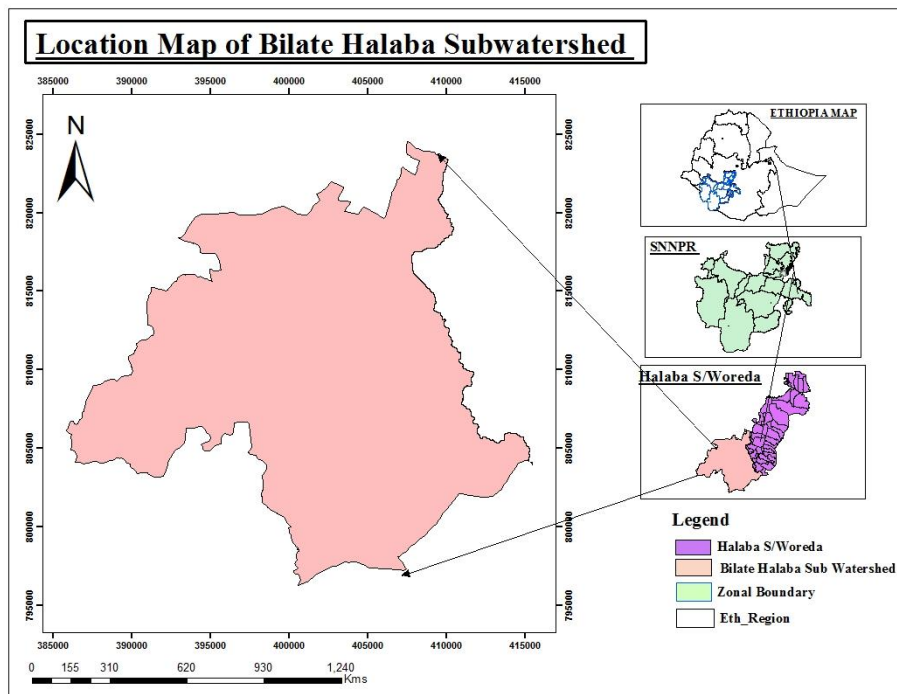 Location Map of Bilate Halaba Subwatershed
385000 390000 395000 400000 405000 410000 415000
N
825000
820000
815000
810000
805000
800000
795000
825000
820000
815000
810000
805000
800000
795000
385000 390000 395000 400000 405000 410000 415000
0 155 310 620 930 1,240
Kms
ETHIOPIA MAP
SNNPR
Halaba S/Woreda
Legend
Halaba S/Woreda
Bilate Halaba Sub Watershed
Zonal Boundary
Eth_Region